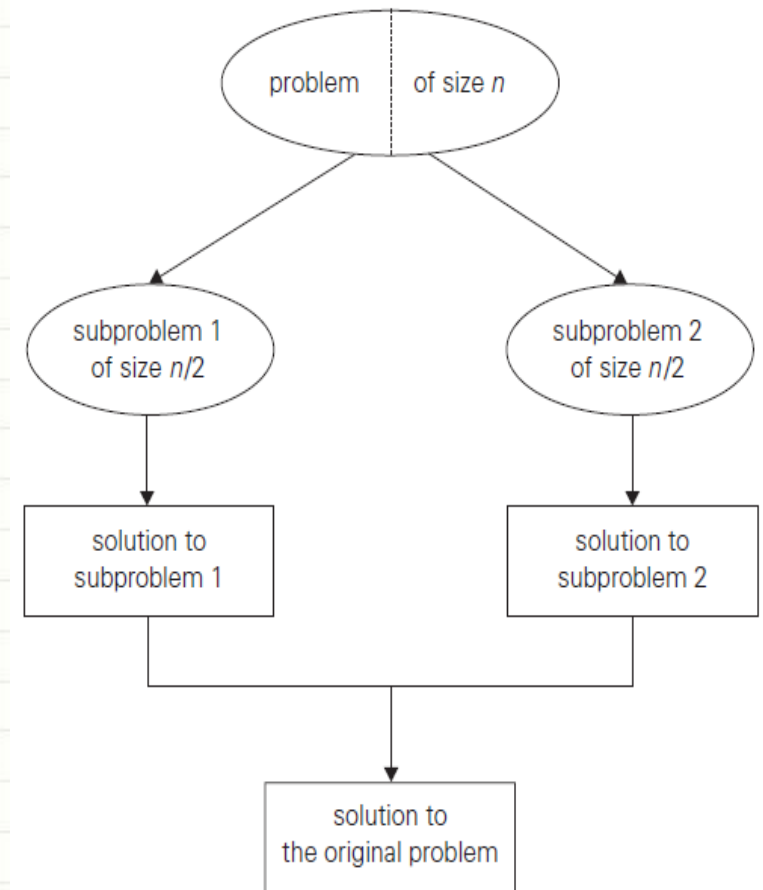 problem of size n
subproblem 1
of size n/2
subproblem 2
of size n/2
solution to
subproblem 1
solution to
subproblem 2
solution to
the original problem